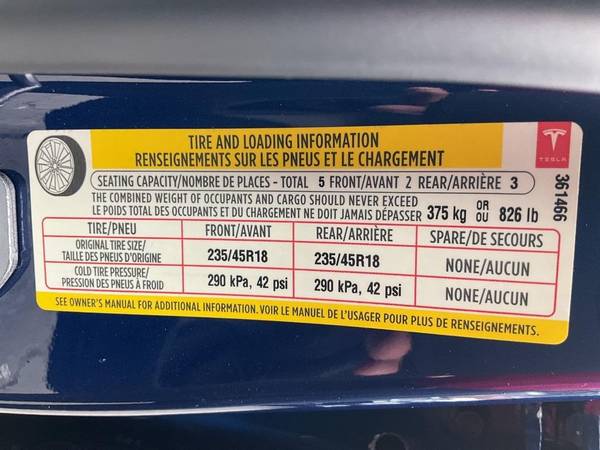 TIRE AND LOADING INFORMATION
RENSEIGNEMENTS SUR LES PNEUS ET LE CHARGEMENT
TESLA
SEATING CAPACITY/NOMBRE DE PLACES - TOTAL 5 FRONT/AVANT 2 REAR/ARRIÈRE 3
THE COMBINED WEIGHT OF OCCUPANTS AND CARGO SHOULD NEVER EXCEED
LE POIDS TOTAL DES OCCUPANTS ET DU CHARGEMENT NE DOIT JAMAIS DÉPASSER 375 kg OR OU 826 lb
361466
TIRE/PNEU FRONT/AVANT REAR/ARRIÈRE SPARE/DE SECOURS
ORIGINAL TIRE SIZE/
TAILLE DES PNEUS D'ORIGINE 235/45R18 235/45R18 NONE/AUCUN
COLD TIRE PRESSURE/
PRESSION DES PNEUS À FROID 290 kPa, 42 psi 290 kPa, 42 psi NONE/AUCUN
SEE OWNER'S MANUAL FOR ADDITIONAL INFORMATION. VOIR LE MANUEL DE L'USAGER POUR PLUS DE RENSEIGNEMENTS.